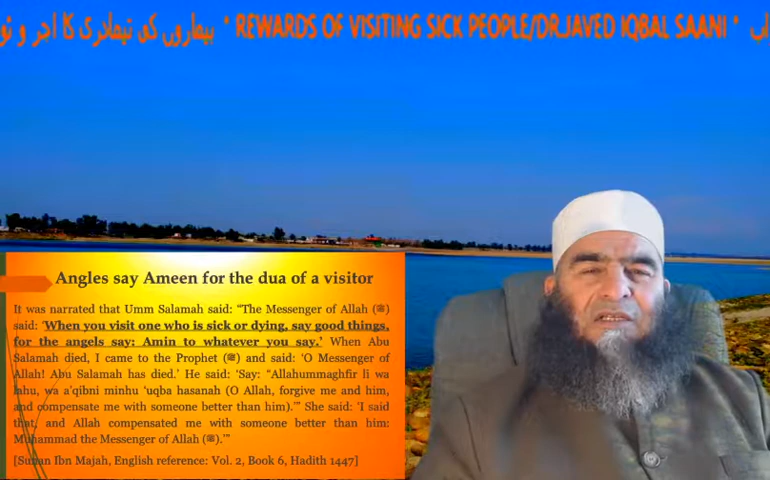 بیماروں کی تیمارداری کا اجر و ثو * REWARDS OF VISITING SICK PEOPLE/DR.JAVED IQBAL SAANI * اب
Angles say Ameen for the dua of a visitor
It was narrated that Umm Salamah said: “The Messenger of Allah (ﷺ)
said: ‘When you visit one who is sick or dying, say good things,
for the angels say: Amin to whatever you say.’ When Abu
Salamah died, I came to the Prophet (ﷺ) and said: ‘O Messenger of
Allah! Abu Salamah has died.’ He said: ‘Say: “Allahummaghfir li wa
lahu, wa a’qibni minhu ‘uqba hasanah (O Allah, forgive me and him,
and compensate me with someone better than him).’” She said: ‘I said
that, and Allah compensated me with someone better than him:
Muhammad the Messenger of Allah (ﷺ).’”
[Sunan Ibn Majah, English reference: Vol. 2, Book 6, Hadith 1447]